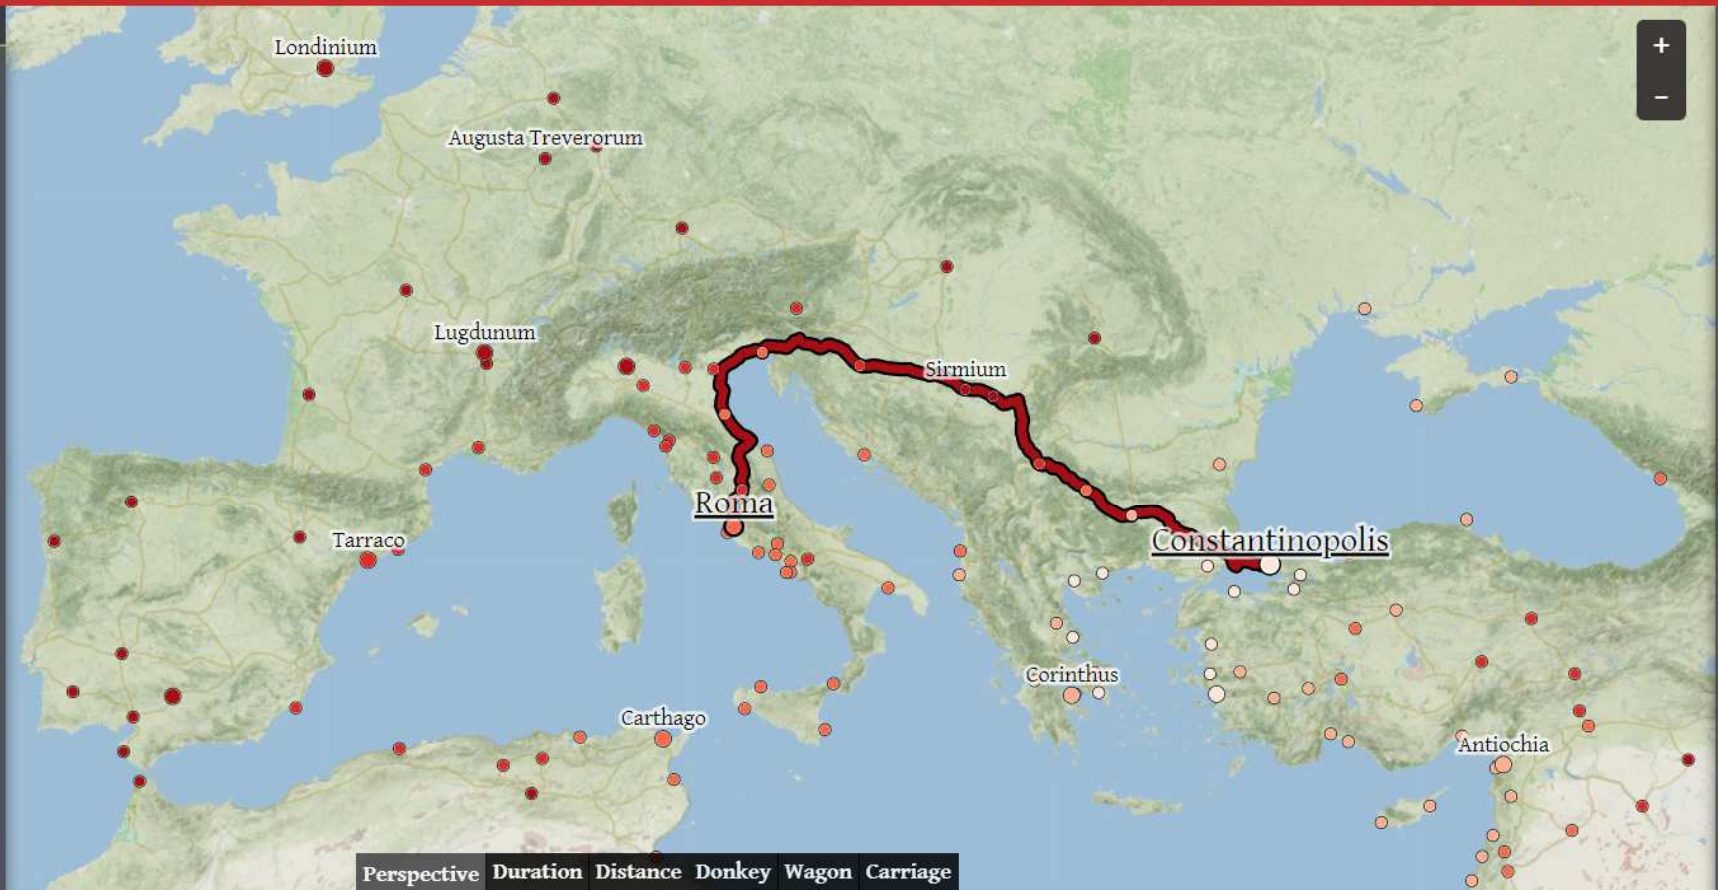 Londinium
+
−
Augusta Treverorum
Lugdunum
Sirmium
Roma
Tarraco
Constantinopolis
Corinthus
Carthago
Antiochia
Perspective Duration Distance Donkey Wagon Carriage